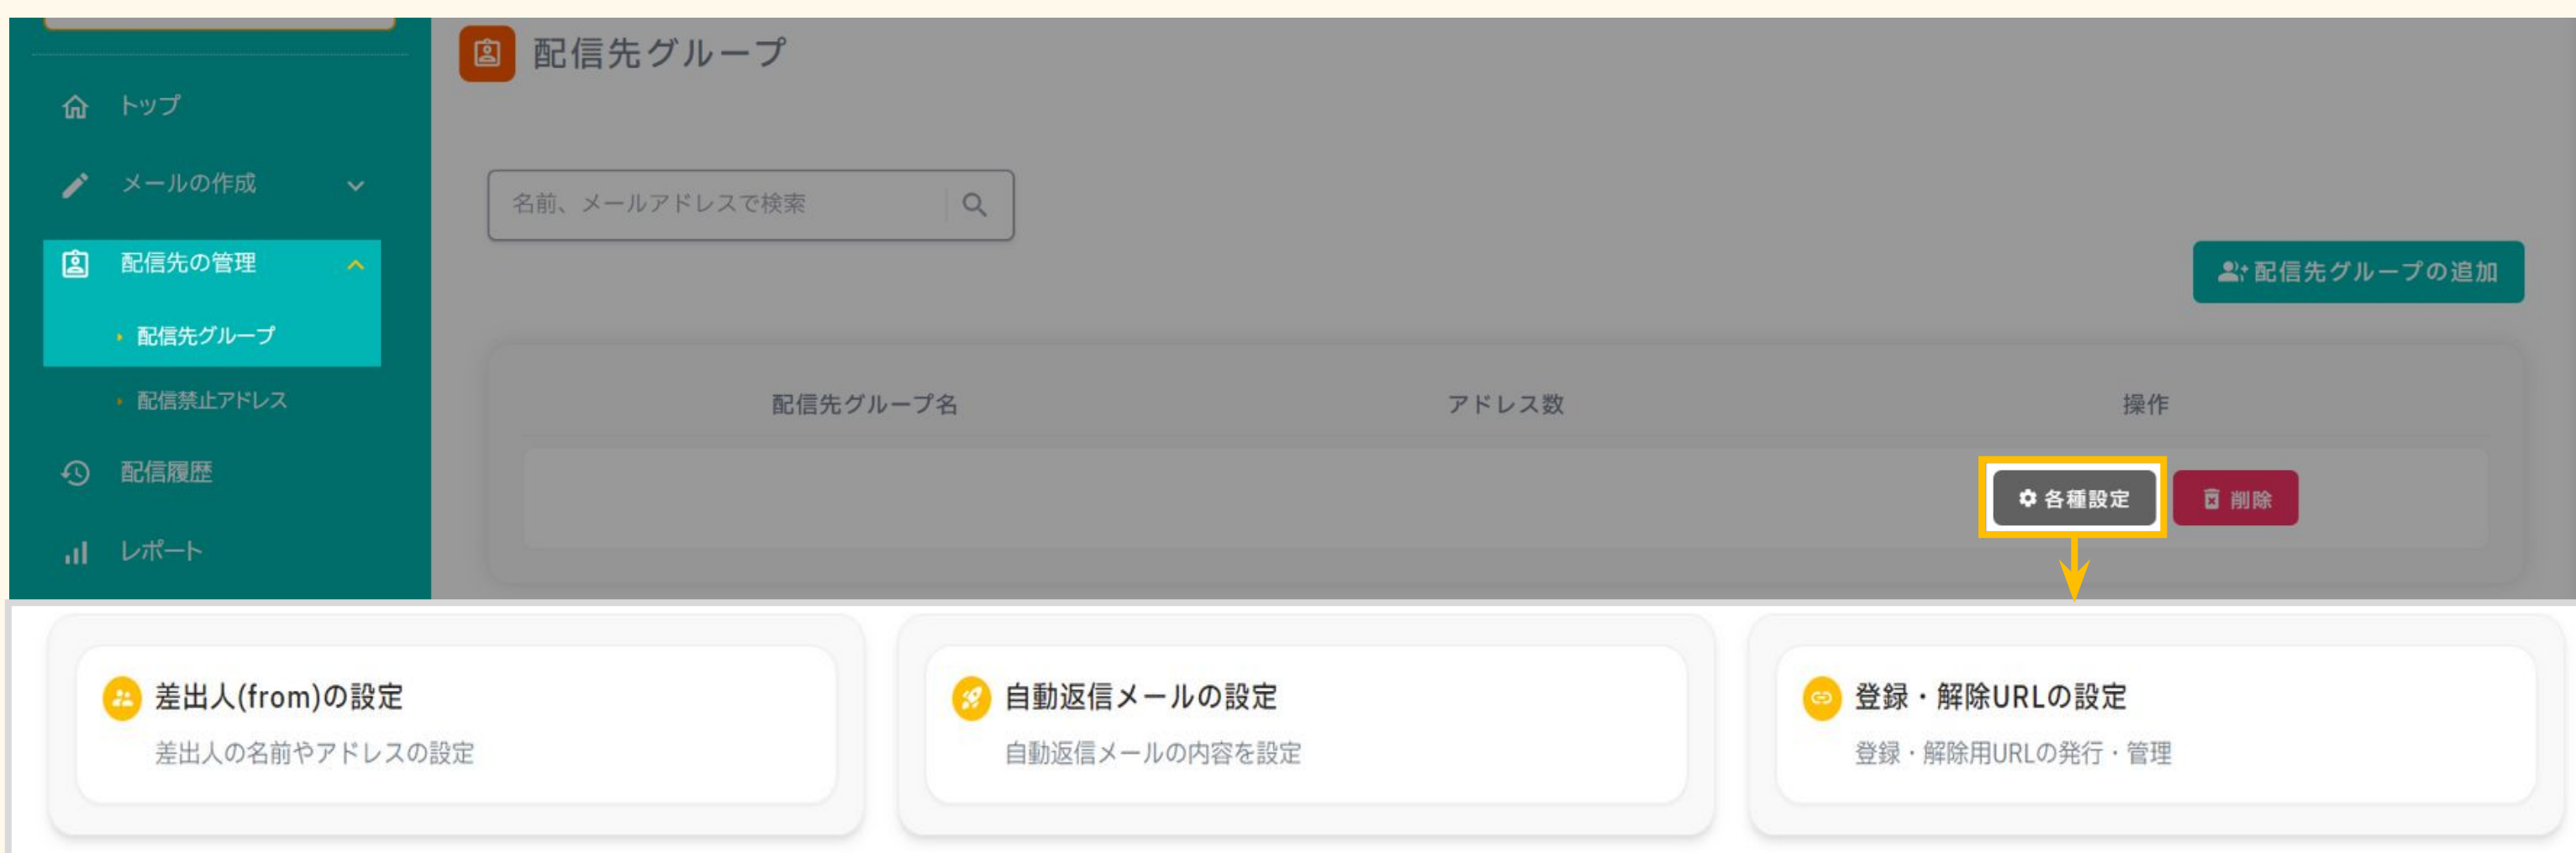 配信先グループ
トップ
メールの作成
名前、メールアドレスで検索
配信先の管理
配信先グループの追加
配信先グループ
配信禁止アドレス
配信先グループ名 アドレス数 操作
配信履歴
各種設定 削除
レポート
差出人(from)の設定
差出人の名前やアドレスの設定
自動返信メールの設定
自動返信メールの内容を設定
登録・解除URLの設定
登録・解除用URLの発行・管理